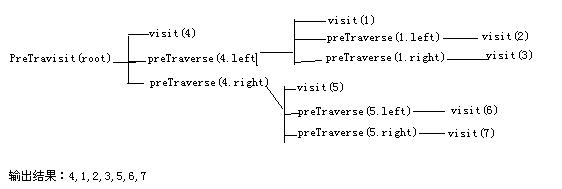 visit(1)
visit(4)
preTraverse(1.left) visit(2)
PreTravisit(root) preTraverse(4.left preTraverse(1.right) visit(3)
preTraverse(4.right)
visit(5)
preTraverse(5.left) visit(6)
preTraverse(5.right) visit(7)
输出结果：4,1,2,3,5,6,7